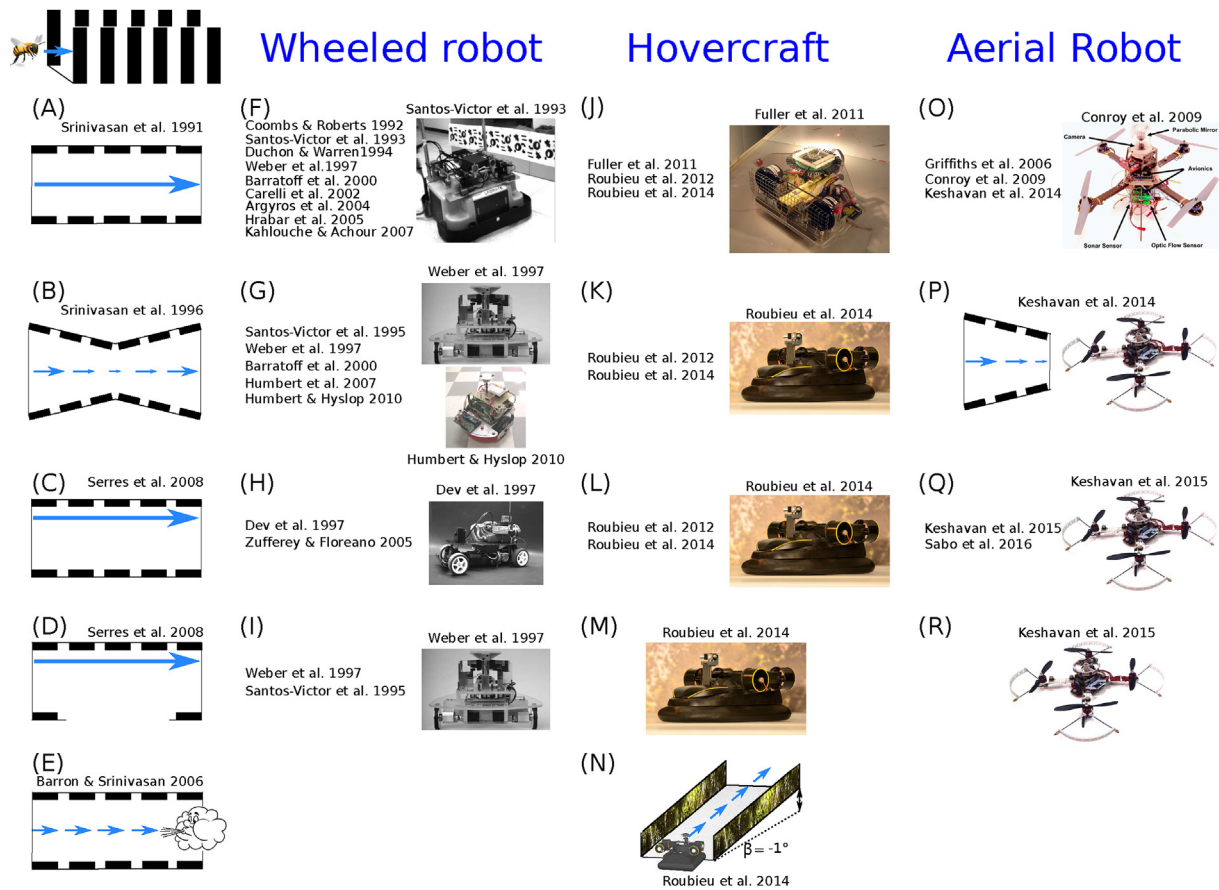 Wheeled robot
Hovercraft
Aerial Robot
(A)
Srinivasan et al. 1991
(F)
Santos-Victor et al. 1993
Coombs & Roberts 1992
Santos-Victor et al. 1993
Duchon & Warren1994
Weber et al.1997
Barratoff et al. 2000
Carelli et al. 2002
Argyros et al. 2004
Hrabar et al. 2005
Kahlouche & Achour 2007
(J)
Fuller et al. 2011
Fuller et al. 2011
Roubieu et al. 2012
Roubieu et al. 2014
(O)
Conroy et al. 2009
Camera
Parabolic Mirror
Griffiths et al. 2006
Conroy et al. 2009
Keshavan et al. 2014
Avionics
Sonar Sensor
Optic Flow Sensor
(B)
Srinivasan et al. 1996
(G)
Weber et al. 1997
Santos-Victor et al. 1995
Weber et al. 1997
Barratoff et al. 2000
Humbert et al. 2007
Humbert & Hyslop 2010
Humbert & Hyslop 2010
(K)
Roubieu et al. 2014
Roubieu et al. 2012
Roubieu et al. 2014
(P)
Keshavan et al. 2014
(C)
Serres et al. 2008
(H)
Dev et al. 1997
Dev et al. 1997
Zufferey & Floreano 2005
(L)
Roubieu et al. 2014
Roubieu et al. 2012
Roubieu et al. 2014
(Q)
Keshavan et al. 2015
Keshavan et al. 2015
Sabo et al. 2016
(D)
Serres et al. 2008
(I)
Weber et al. 1997
Weber et al. 1997
Santos-Victor et al. 1995
(M)
Roubieu et al. 2014
(R)
Keshavan et al. 2015
(E)
Barron & Srinivasan 2006
(N)
β= -1°
Roubieu et al. 2014